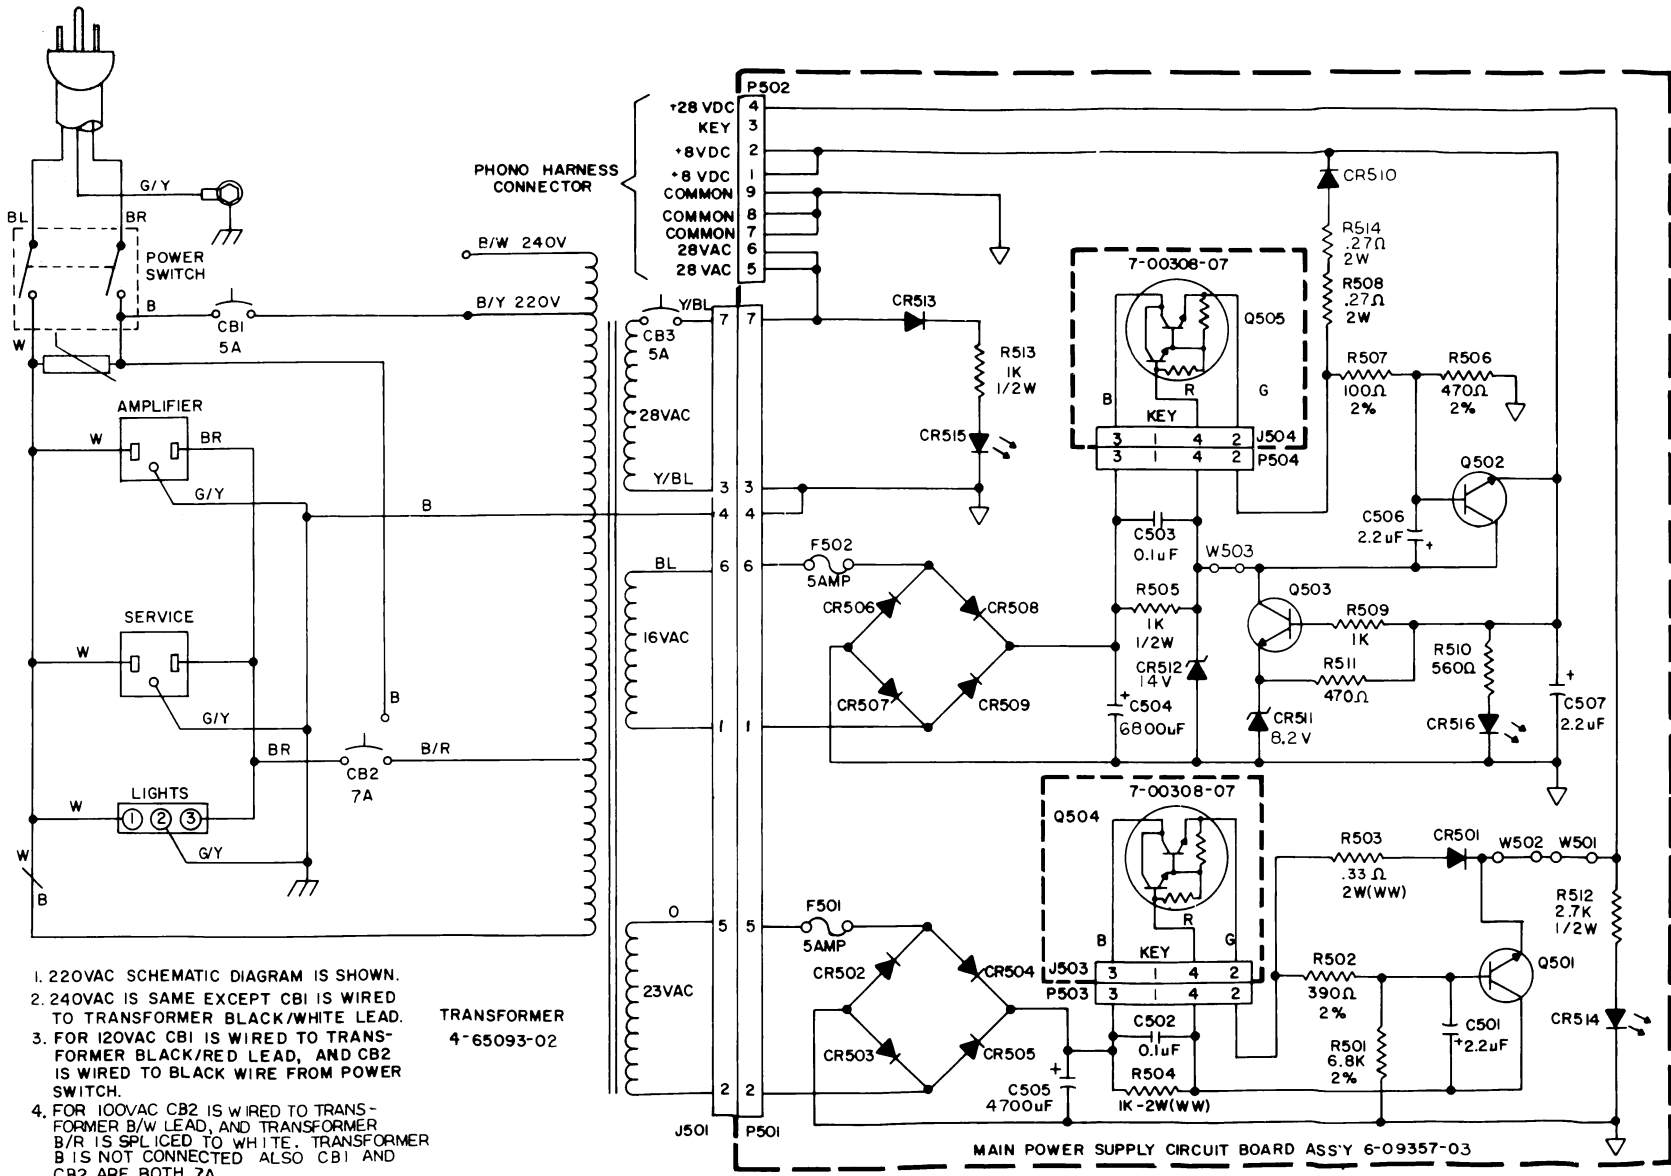 P502
+28 VDC 4
KEY 3
+8VDC 2
+8 VDC 1
COMMON 9
COMMON 8
COMMON 7
28VAC 6
28 VAC 5
PHONO HARNESS
CONNECTOR
G/Y
BL
BR
POWER
SWITCH
B
CB1
5A
W
B/W 240V
B/Y 220V
Y/BL
CB3
5A
28VAC
Y/BL
7 7
3 3
4 4
6 6
1 1
5 5
2 2
CR513
R513
1K
1/2W
CR515
7-00308-07
Q505
B
R
G
KEY
3 1 4 2
J504
3 1 4 2
P504
CR510
R514
.27Ω
2W
R508
.27Ω
2W
R507
100Ω
2%
R506
470Ω
2%
Q502
C506
2.2uF
+
AMPLIFIER
W
BR
G/Y
B
SERVICE
W
G/Y
B
BR
CB2
7A
B/R
LIGHTS
1 2 3
W
G/Y
W
B
BL
16VAC
F502
5AMP
CR506
CR508
CR507
CR509
C503
0.1uF
W503
R505
1K
1/2W
CR512
14V
+
C504
6800uF
Q503
R509
1K
R511
470Ω
R510
560Ω
CR511
8.2V
CR516
+
C507
2.2uF
7-00308-07
Q504
B
R
G
KEY
J503
3 1 4 2
P503
3 1 4 2
R503
.33Ω
2W(WW)
CR501
W502
W501
R512
2.7K
1/2W
O
23VAC
F501
5AMP
CR502
CR504
CR503
CR505
R502
390Ω
2%
Q501
C502
0.1uF
R504
1K-2W(WW)
+
C505
4700uF
R501
6.8K
2%
C501
+2.2uF
CR514
TRANSFORMER
4-65093-02
J501
P501
MAIN POWER SUPPLY CIRCUIT BOARD ASS'Y 6-09357-03
1. 220VAC SCHEMATIC DIAGRAM IS SHOWN.
2. 240VAC IS SAME EXCEPT CB1 IS WIRED
TO TRANSFORMER BLACK/WHITE LEAD.
3. FOR 120VAC CB1 IS WIRED TO TRANS-
FORMER BLACK/RED LEAD, AND CB2
IS WIRED TO BLACK WIRE FROM POWER
SWITCH.
4. FOR 100VAC CB2 IS WIRED TO TRANS-
FORMER B/W LEAD, AND TRANSFORMER
B/R IS SPLICED TO WHITE. TRANSFORMER
B IS NOT CONNECTED ALSO CB1 AND
CB2 ARE BOTH 7A